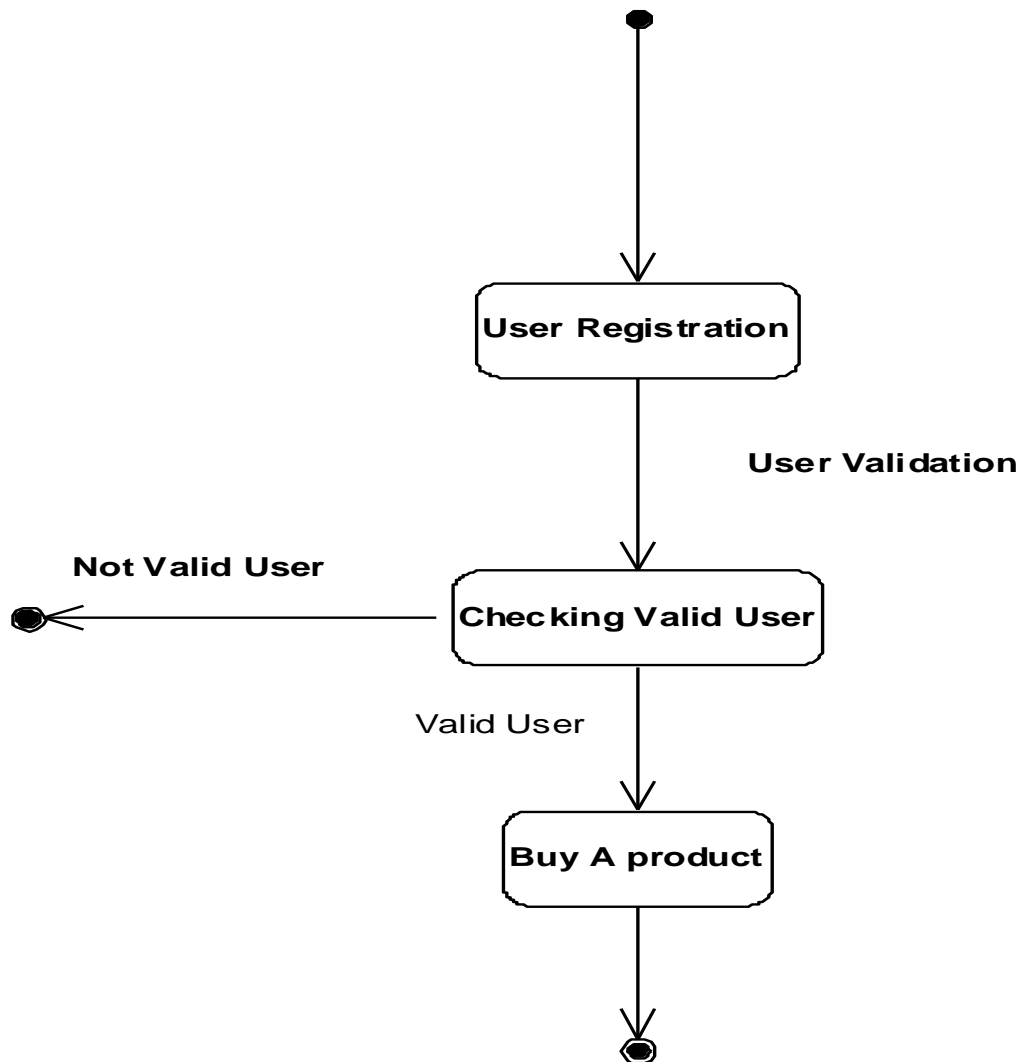 User Registration
User Validation
Not Valid User
Checking Valid User
Valid User
Buy A product